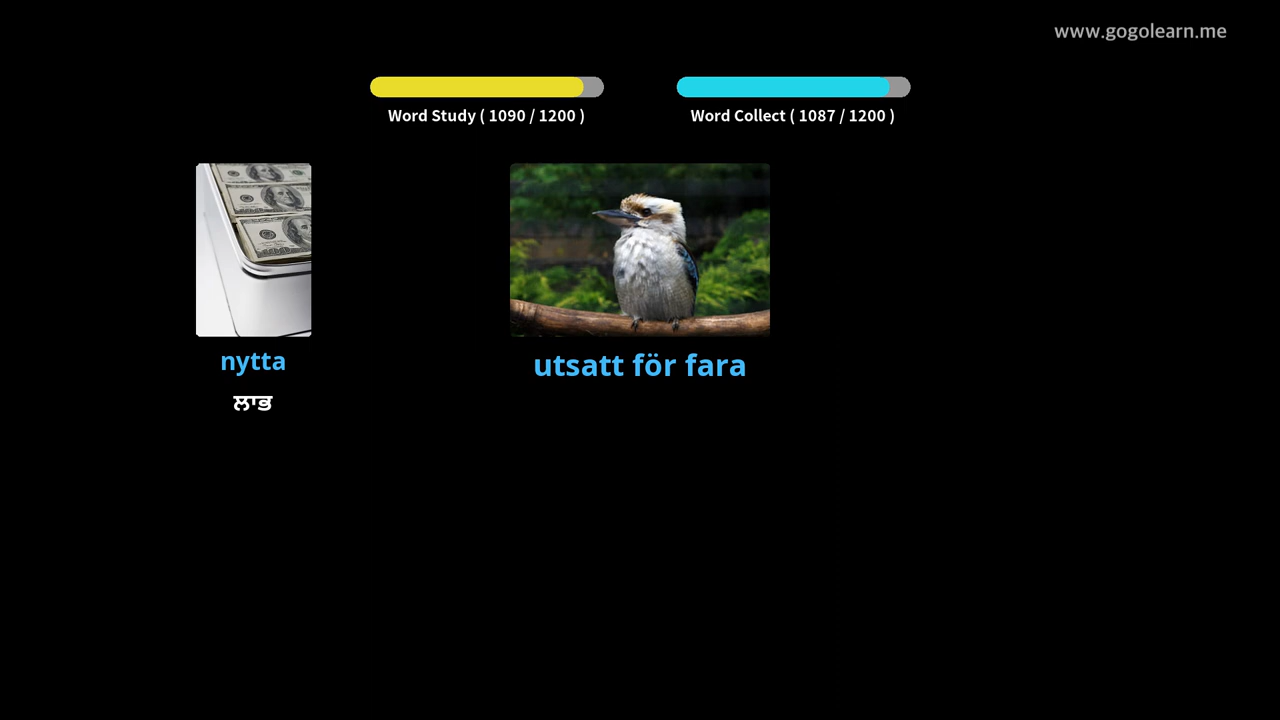 www.gogolearn.me
Word Study ( 1090 / 1200 )
Word Collect ( 1087 / 1200 )
nytta
ਲਾਭ
utsatt för fara